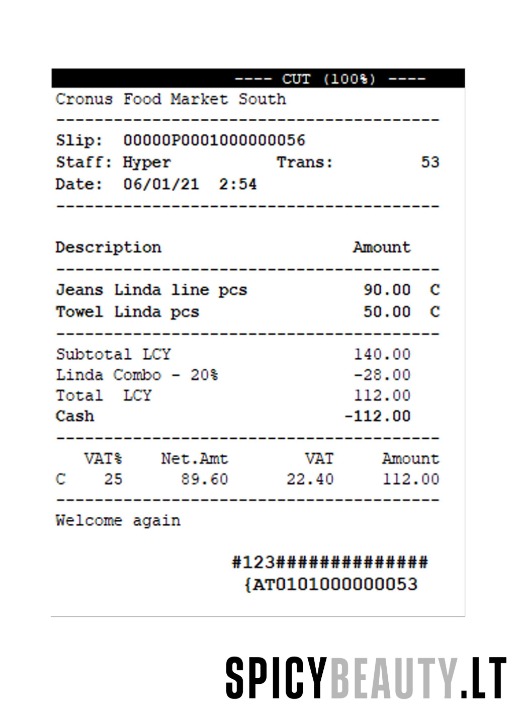 ---- CUT (100%) ----
Cronus Food Market South
----------------------------------------
Slip: 00000P0001000000056
Staff: Hyper Trans: 53
Date: 06/01/21 2:54
----------------------------------------
Description Amount
----------------------------------------
Jeans Linda line pcs 90.00 C
Towel Linda pcs 50.00 C
----------------------------------------
Subtotal LCY 140.00
Linda Combo - 20% -28.00
Total LCY 112.00
Cash -112.00
----------------------------------------
VAT% Net.Amt VAT Amount
C 25 89.60 22.40 112.00
----------------------------------------
Welcome again
#123##############
{AT0101000000053
SPICYBEAUTY.LT